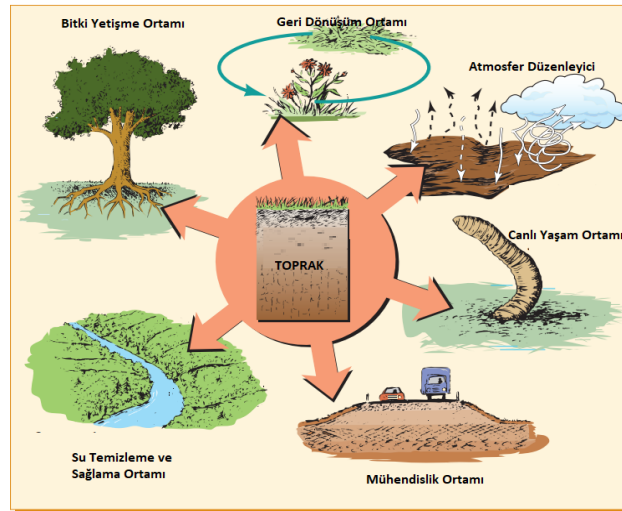 Bitki Yetişme Ortamı
Geri Dönüşüm Ortamı
Atmosfer Düzenleyici
Canlı Yaşam Ortamı
TOPRAK
Su Temizleme ve
Sağlama Ortamı
Mühendislik Ortamı